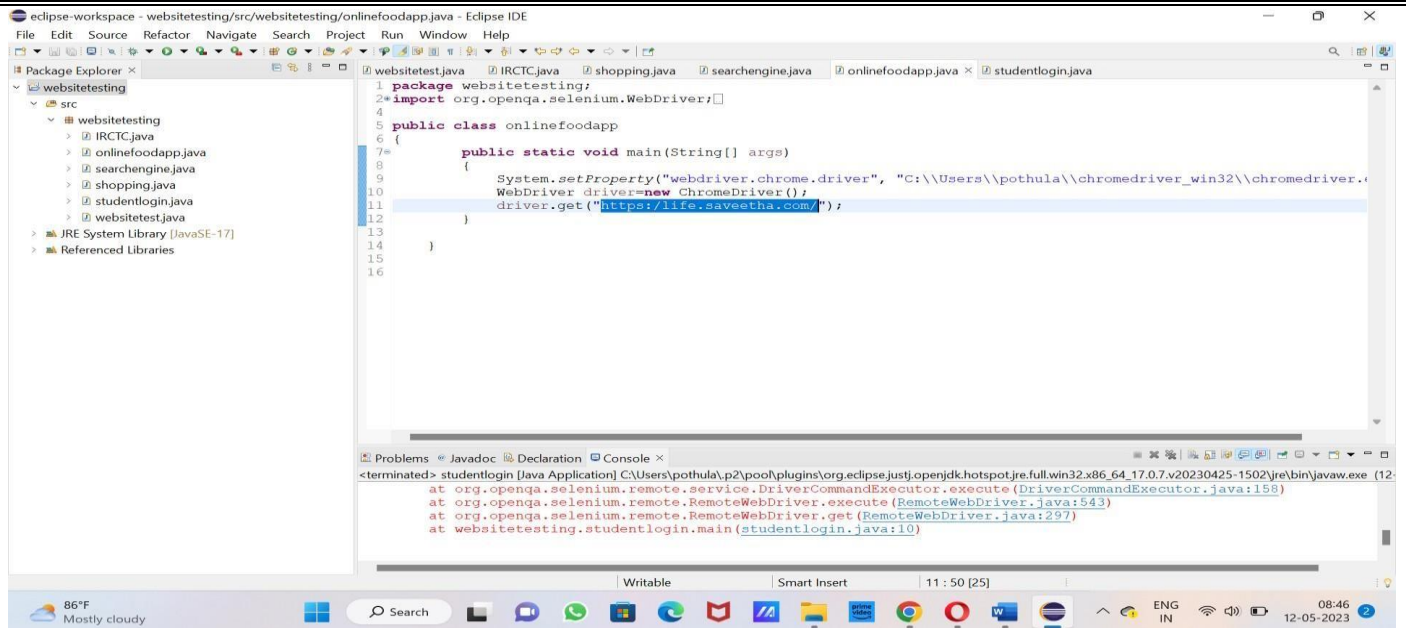 eclipse-workspace - websitetesting/src/websitetesting/onlinefoodapp.java - Eclipse IDE
File Edit Source Refactor Navigate Search Project Run Window Help
Package Explorer ×
websitetesting
src
websitetesting
IRCTC.java
onlinefoodapp.java
searchengine.java
shopping.java
studentlogin.java
websitetest.java
JRE System Library [JavaSE-17]
Referenced Libraries
websitetest.java IRCTC.java shopping.java searchengine.java onlinefoodapp.java × studentlogin.java
1 package websitetesting;
2 import org.openqa.selenium.WebDriver;
4
5 public class onlinefoodapp
6 {
7 public static void main(String[] args)
8 {
9 System.setProperty("webdriver.chrome.driver", "C:\\Users\\pothula\\chromedriver_win32\\chromedriver.
10 WebDriver driver=new ChromeDriver();
11 driver.get("https:/life.saveetha.com/");
12 }
13
14 }
15
16
Problems Javadoc Declaration Console ×
<terminated> studentlogin [Java Application] C:\Users\pothula\.p2\pool\plugins\org.eclipse.justj.openjdk.hotspot.jre.full.win32.x86_64_17.0.7.v20230425-1502\jre\bin\javaw.exe (12-
at org.openqa.selenium.remote.service.DriverCommandExecutor.execute(DriverCommandExecutor.java:158)
at org.openqa.selenium.remote.RemoteWebDriver.execute(RemoteWebDriver.java:543)
at org.openqa.selenium.remote.RemoteWebDriver.get(RemoteWebDriver.java:297)
at websitetesting.studentlogin.main(studentlogin.java:10)
Writable Smart Insert 11 : 50 [25]
86°F
Mostly cloudy
Search
prime video
ENG
IN
08:46
12-05-2023
2